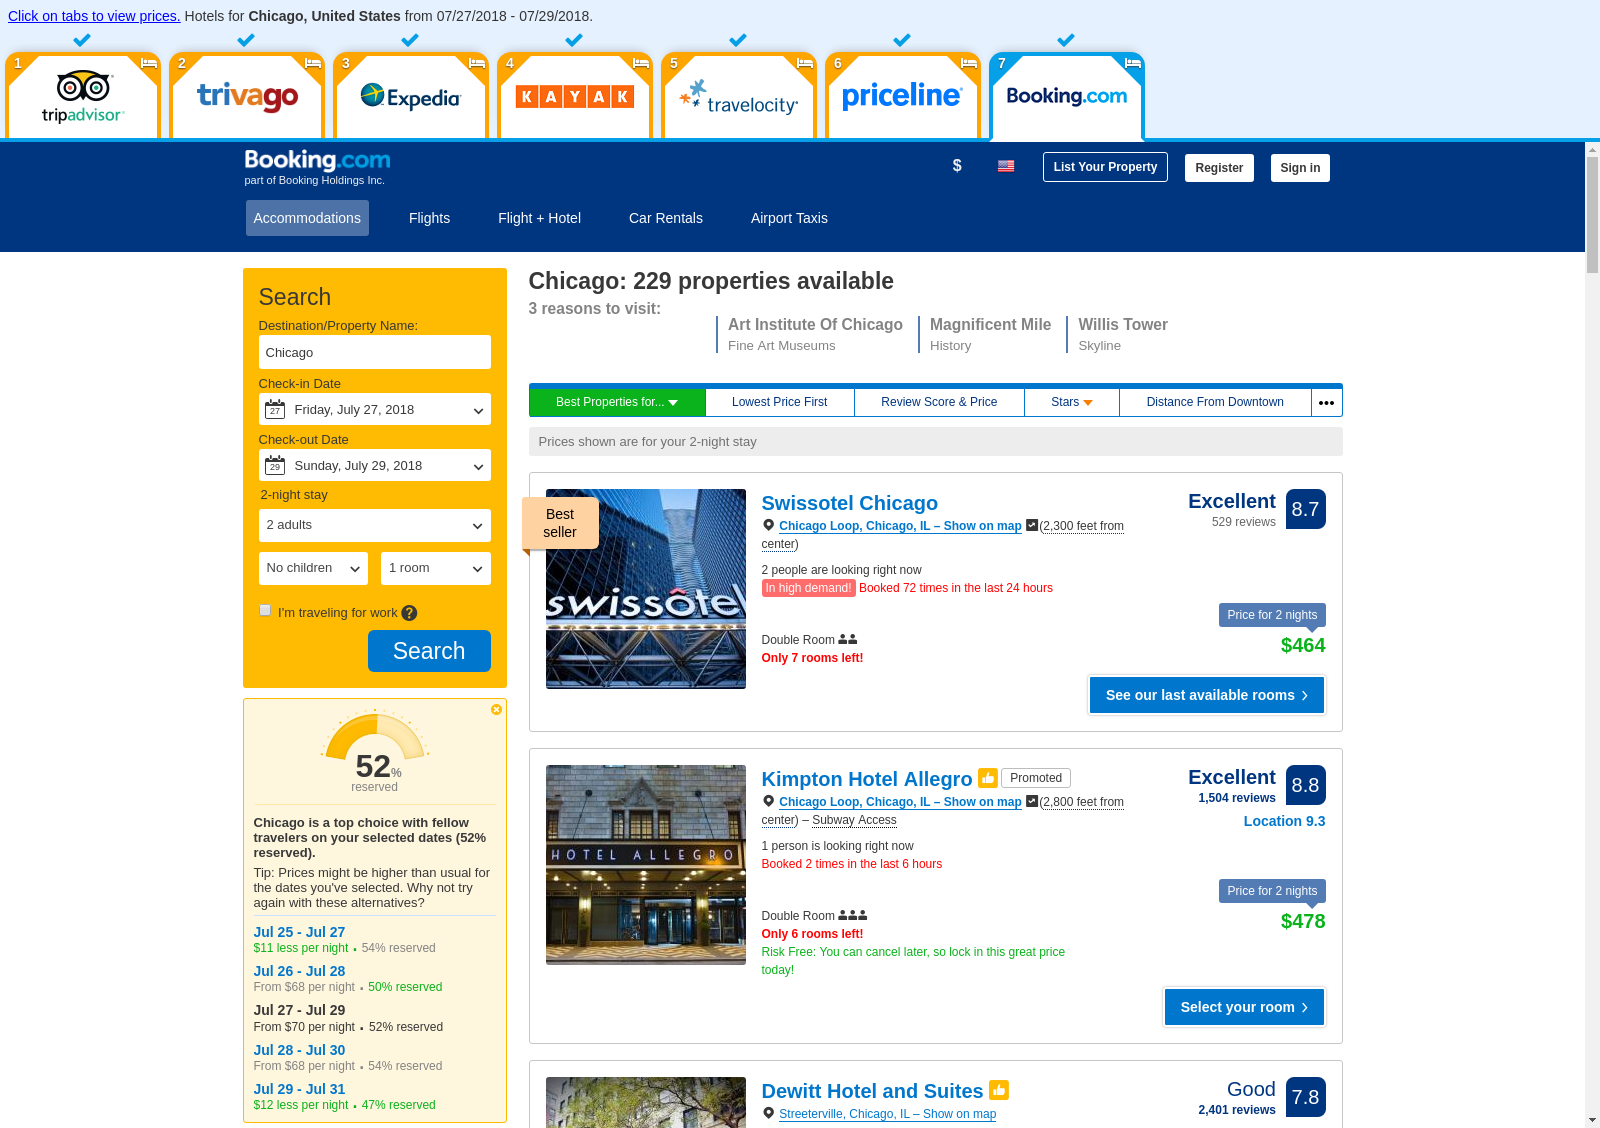 Click on tabs to view prices. Hotels for Chicago, United States from 07/27/2018 - 07/29/2018.
1 2 3 4 5 6 7
tripadvisor trivago Expedia KAYAK travelocity priceline Booking.com
Booking.com
part of Booking Holdings Inc.
$ List Your Property Register Sign in
Accommodations Flights Flight + Hotel Car Rentals Airport Taxis
Search
Destination/Property Name:
Chicago
Check-in Date
27 Friday, July 27, 2018
Check-out Date
29 Sunday, July 29, 2018
2-night stay
2 adults
No children 1 room
I'm traveling for work ?
Search
52%
reserved
Chicago is a top choice with fellow
travelers on your selected dates (52%
reserved).
Tip: Prices might be higher than usual for
the dates you've selected. Why not try
again with these alternatives?
Jul 25 - Jul 27
$11 less per night • 54% reserved
Jul 26 - Jul 28
From $68 per night • 50% reserved
Jul 27 - Jul 29
From $70 per night • 52% reserved
Jul 28 - Jul 30
From $68 per night • 54% reserved
Jul 29 - Jul 31
$12 less per night • 47% reserved
Chicago: 229 properties available
3 reasons to visit:
Art Institute Of Chicago Magnificent Mile Willis Tower
Fine Art Museums History Skyline
Best Properties for... Lowest Price First Review Score & Price Stars Distance From Downtown •••
Prices shown are for your 2-night stay
Best
seller
swissôtel
Swissotel Chicago
Chicago Loop, Chicago, IL – Show on map (2,300 feet from
center)
2 people are looking right now
In high demand! Booked 72 times in the last 24 hours
Double Room
Only 7 rooms left!
Excellent 8.7
529 reviews
Price for 2 nights
$464
See our last available rooms
HOTEL ALLEGRO
Kimpton Hotel Allegro Promoted
Chicago Loop, Chicago, IL – Show on map (2,800 feet from
center) – Subway Access
1 person is looking right now
Booked 2 times in the last 6 hours
Double Room
Only 6 rooms left!
Risk Free: You can cancel later, so lock in this great price
today!
Excellent 8.8
1,504 reviews
Location 9.3
Price for 2 nights
$478
Select your room
Dewitt Hotel and Suites
Streeterville, Chicago, IL – Show on map
Good 7.8
2,401 reviews